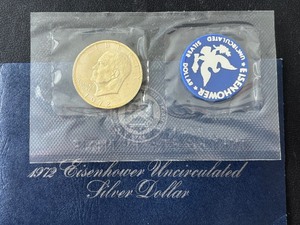 EISENHOWER
UNCIRCULATED
SILVER DOLLAR
1972 Eisenhower Uncirculated
Silver Dollar